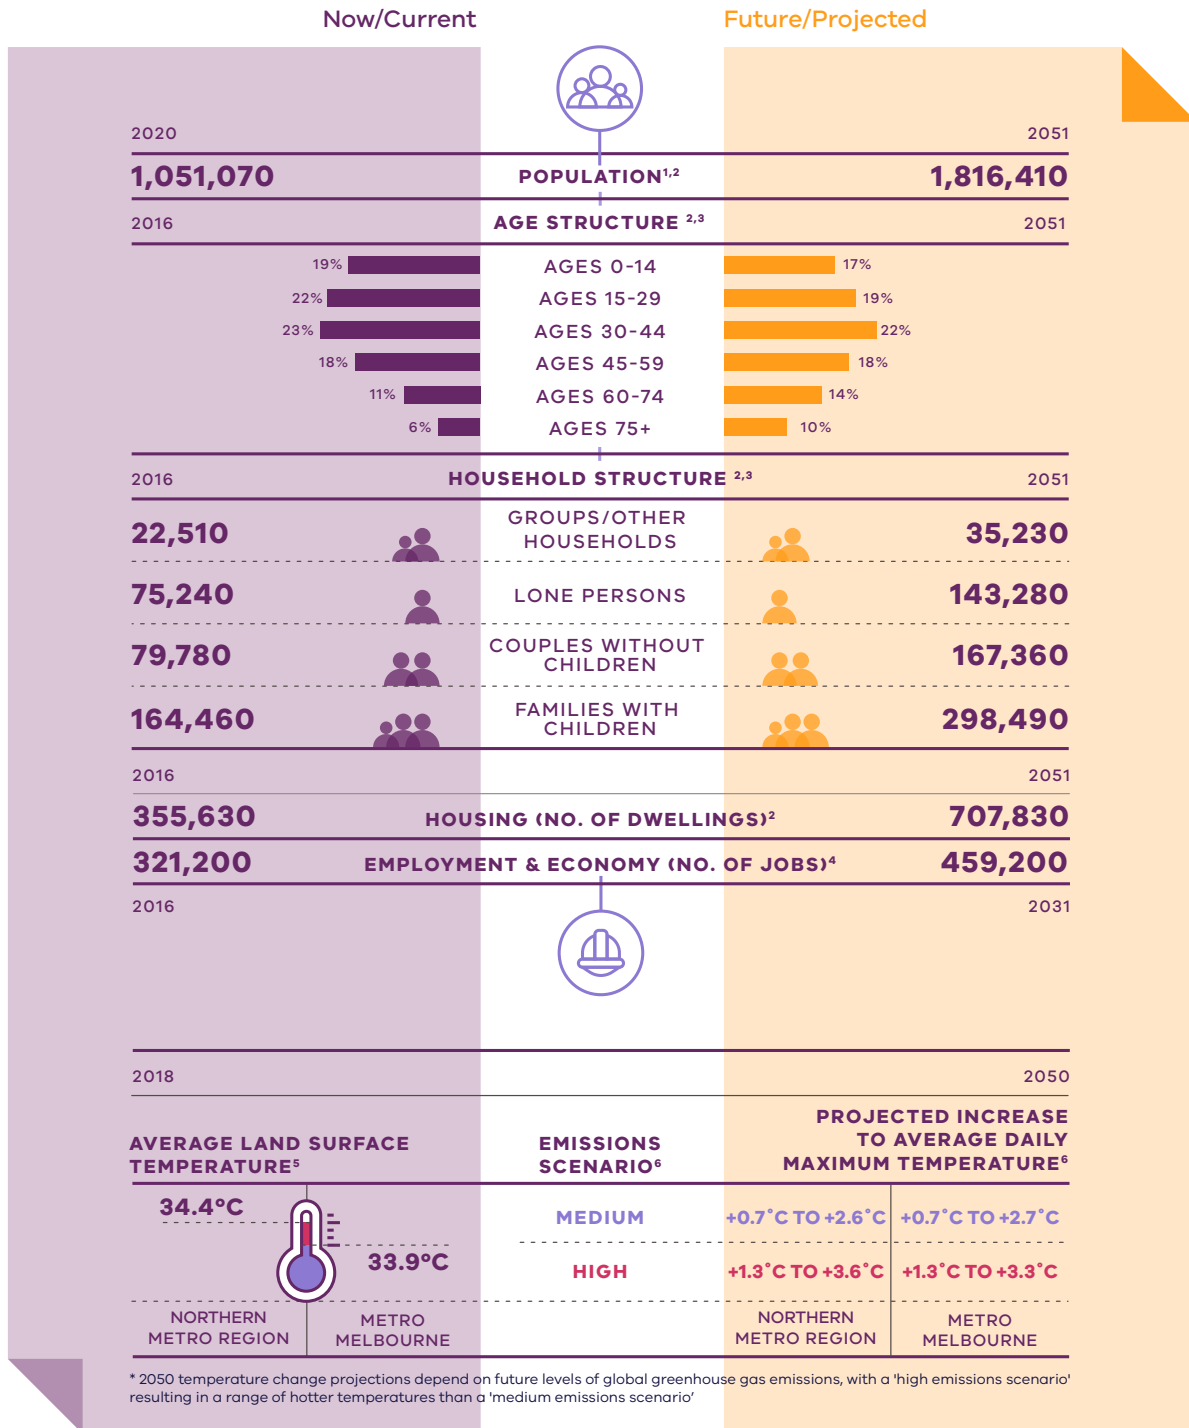 Now/Current
Future/Projected
2020
2051
1,051,070
POPULATION1,2
1,816,410
2016
AGE STRUCTURE 2,3
2051
19%
AGES 0-14
17%
22%
AGES 15-29
19%
23%
AGES 30-44
22%
18%
AGES 45-59
18%
11%
AGES 60-74
14%
6%
AGES 75+
10%
2016
HOUSEHOLD STRUCTURE 2,3
2051
22,510
GROUPS/OTHER
HOUSEHOLDS
35,230
75,240
LONE PERSONS
143,280
79,780
COUPLES WITHOUT
CHILDREN
167,360
164,460
FAMILIES WITH
CHILDREN
298,490
2016
2051
355,630
HOUSING (NO. OF DWELLINGS)2
707,830
321,200
EMPLOYMENT & ECONOMY (NO. OF JOBS)4
459,200
2016
2031
2018
2050
AVERAGE LAND SURFACE
TEMPERATURE5
EMISSIONS
SCENARIO6
PROJECTED INCREASE
TO AVERAGE DAILY
MAXIMUM TEMPERATURE6
34.4°C
33.9°C
MEDIUM
+0.7°C TO +2.6°C
+0.7°C TO +2.7°C
HIGH
+1.3°C TO +3.6°C
+1.3°C TO +3.3°C
NORTHERN
METRO REGION
METRO
MELBOURNE
NORTHERN
METRO REGION
METRO
MELBOURNE
* 2050 temperature change projections depend on future levels of global greenhouse gas emissions, with a 'high emissions scenario'
resulting in a range of hotter temperatures than a 'medium emissions scenario'